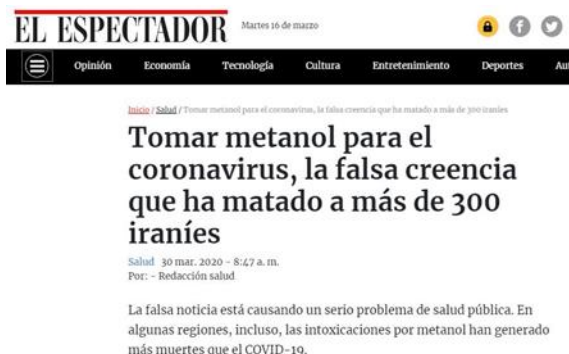 EL ESPECTADOR
Martes 16 de marzo
Opinión Economía Tecnología Cultura Entretenimiento Deportes Au
Inicio / Salud / Tomar metanol para el coronavirus, la falsa creencia que ha matado a más de 300 iraníes
Tomar metanol para el
coronavirus, la falsa creencia
que ha matado a más de 300
iraníes
Salud 30 mar. 2020 - 8:47 a. m.
Por: - Redacción salud
La falsa noticia está causando un serio problema de salud pública. En
algunas regiones, incluso, las intoxicaciones por metanol han generado
más muertes que el COVID-19.